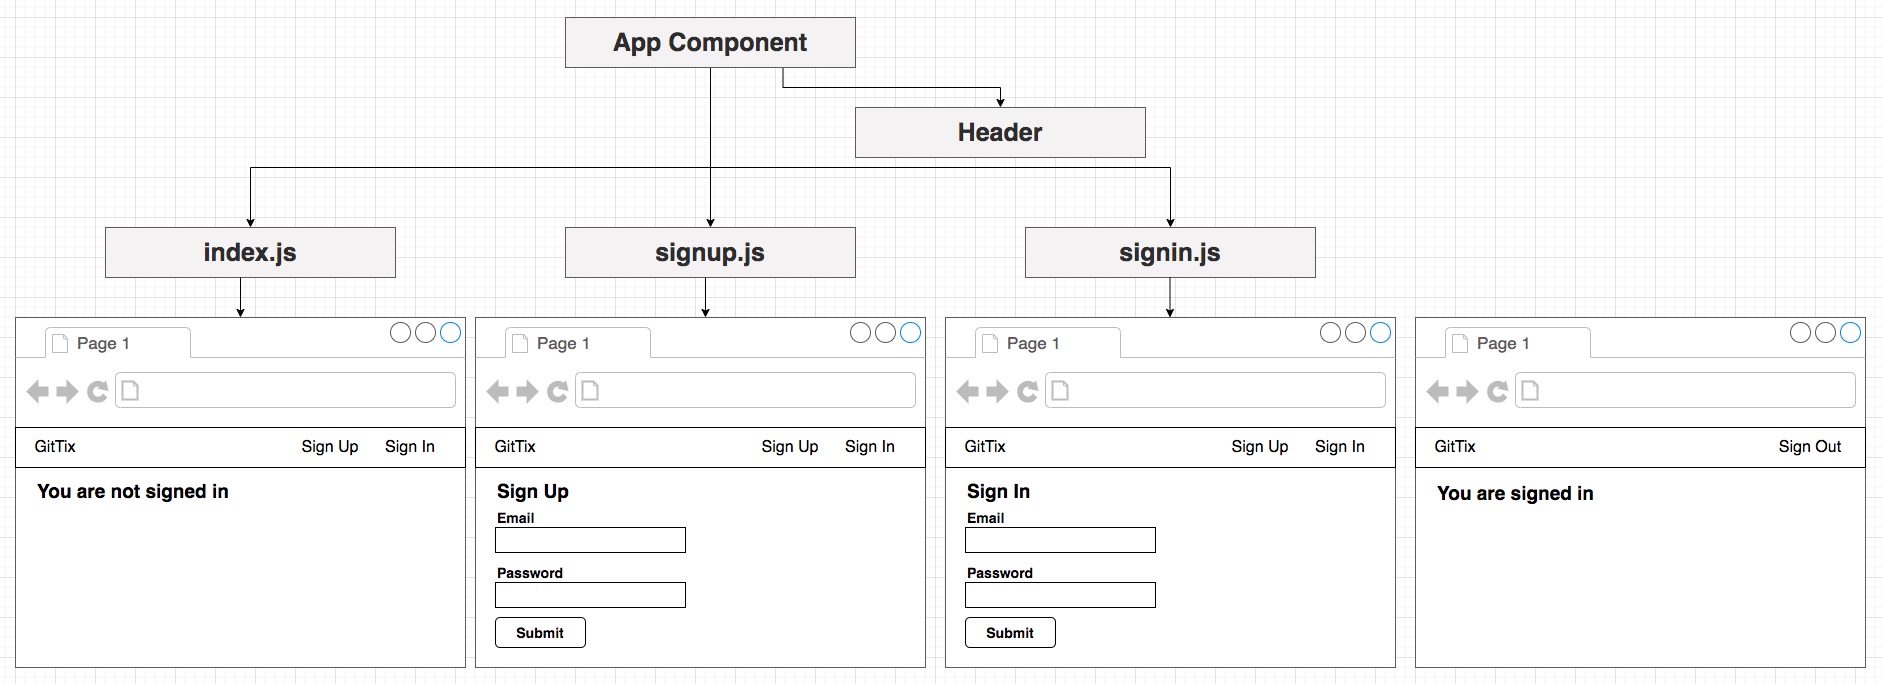 App Component
Header
index.js
signup.js
signin.js
Page 1
GitTix Sign Up Sign In
You are not signed in
Page 1
GitTix Sign Up Sign In
Sign Up
Email
Password
Submit
Page 1
GitTix Sign Up Sign In
Sign In
Email
Password
Submit
Page 1
GitTix Sign Out
You are signed in